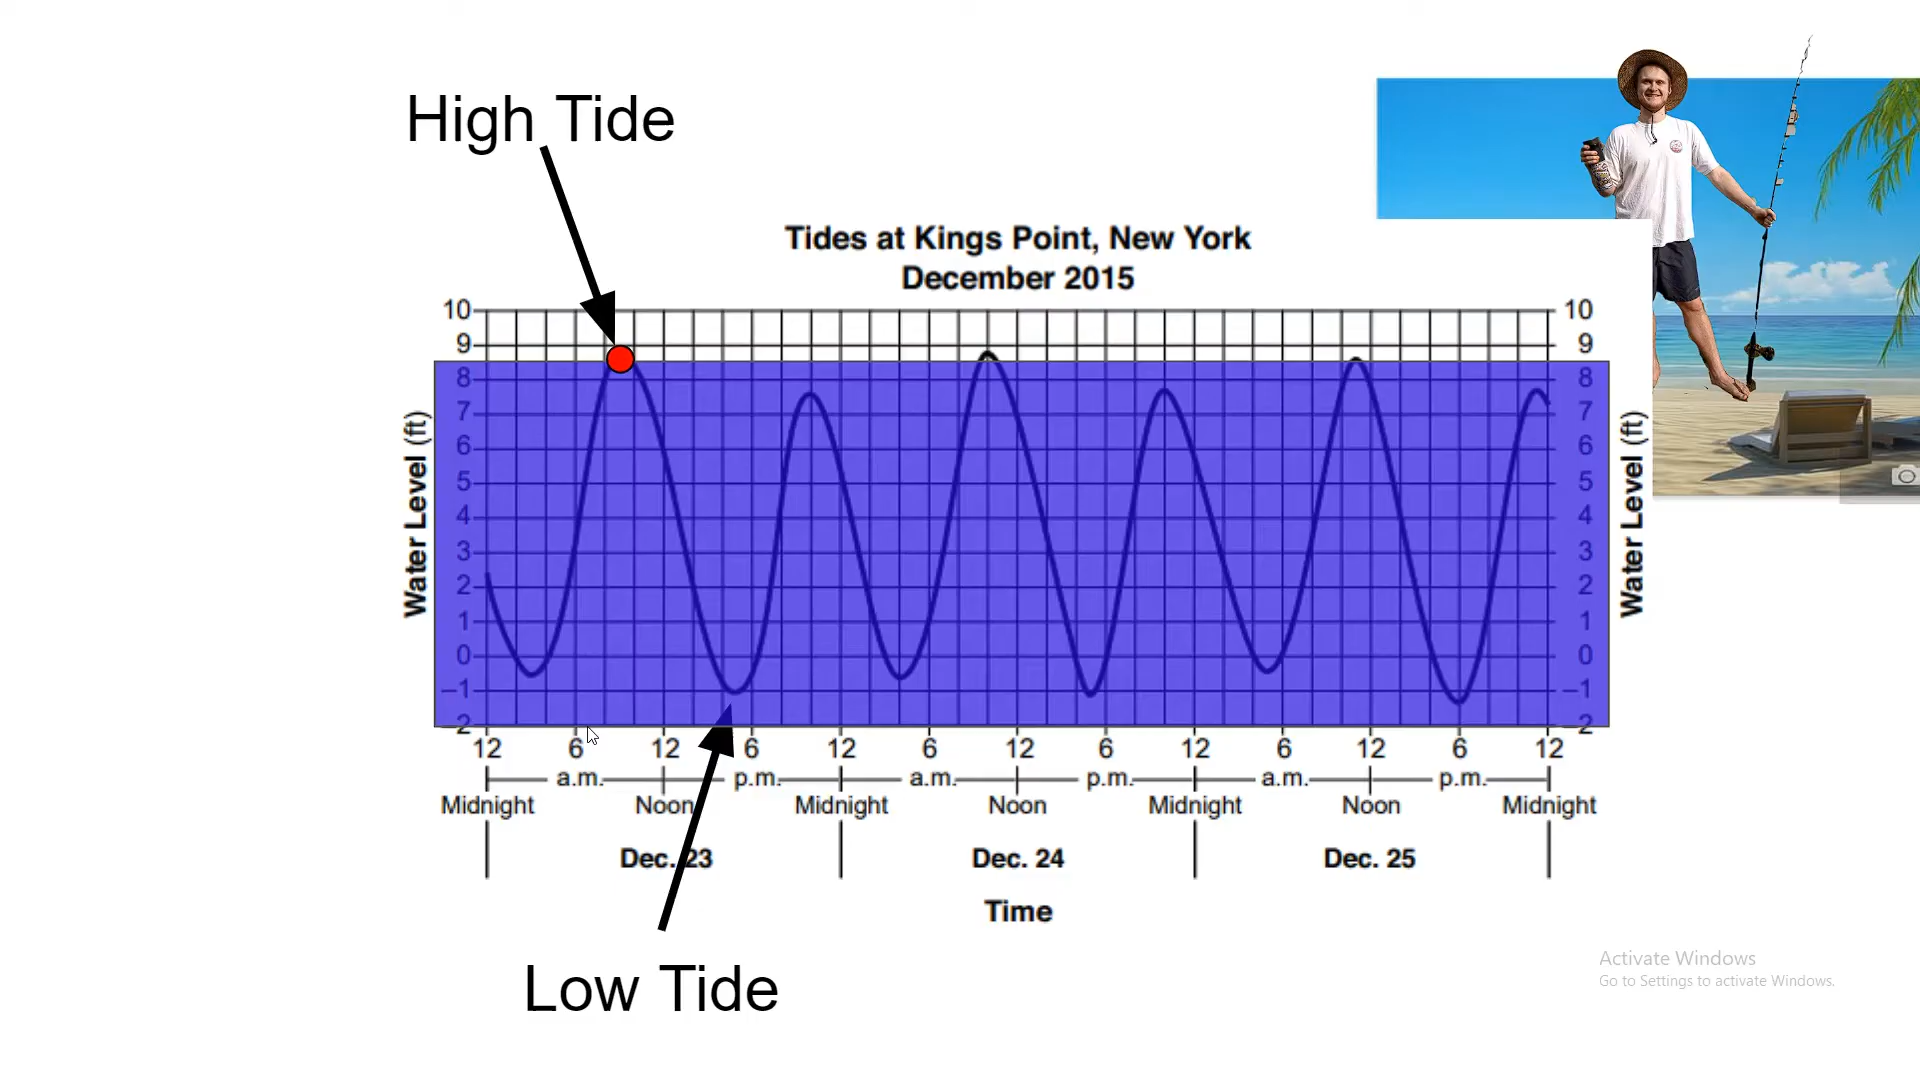 High Tide
Tides at Kings Point, New York
December 2015
10 10
9 9
8 8
7 7
6 6
5 5
4 4
3 3
2 2
1 1
0 0
–1 –1
2 2
Water Level (ft)
Water Level (ft)
12 6 12 6 12 6 12 6 12 6 12 6 12
a.m. p.m. a.m. p.m. a.m. p.m.
Midnight Noon Midnight Noon Midnight Noon Midnight
Dec. 23 Dec. 24 Dec. 25
Time
Low Tide
Activate Windows
Go to Settings to activate Windows.